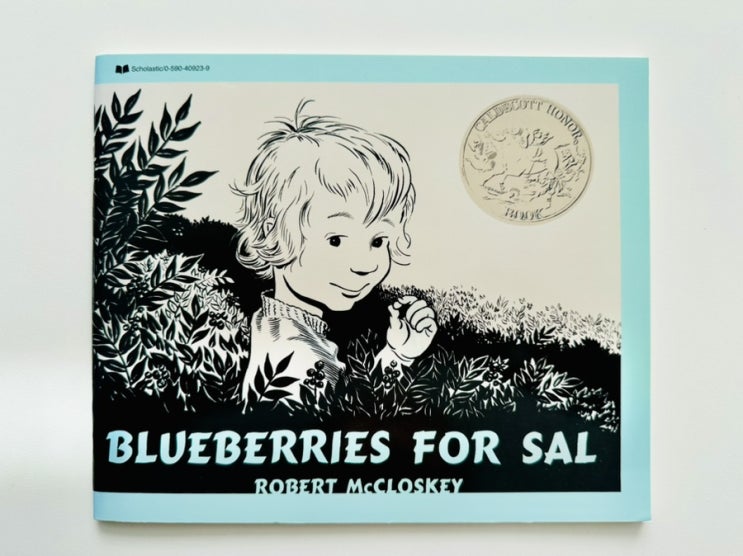 Scholastic/0-590-40923-9
CALDECOTT HONOR
BOOK
BLUEBERRIES FOR SAL
ROBERT McCLOSKEY